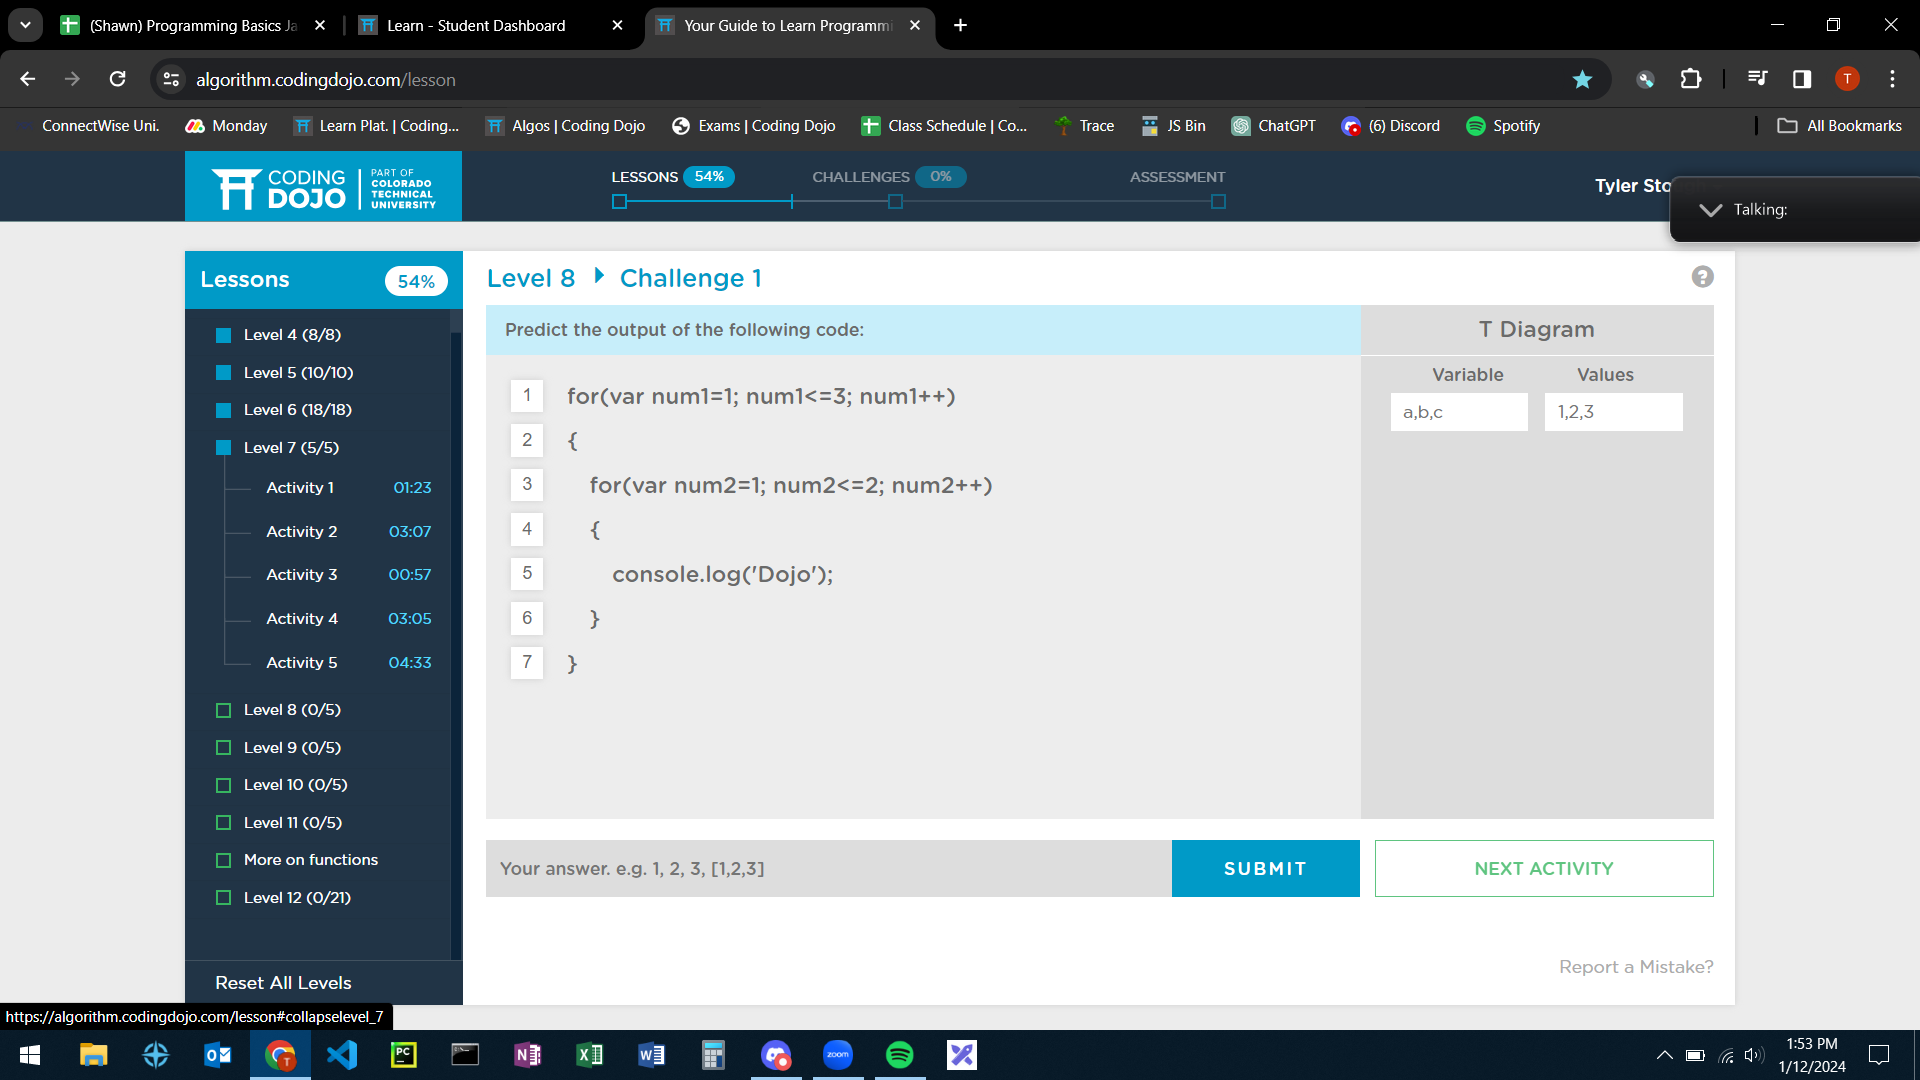 (Shawn) Programming Basics Ja
Learn - Student Dashboard
Your Guide to Learn Programmi
algorithm.codingdojo.com/lesson
T
ConnectWise Uni.
Monday
Learn Plat. | Coding...
Algos | Coding Dojo
Exams | Coding Dojo
Class Schedule | Co...
Trace
JS Bin
ChatGPT
(6) Discord
Spotify
All Bookmarks
CODING DOJO
PART OF
COLORADO
TECHNICAL
UNIVERSITY
LESSONS 54%
CHALLENGES 0%
ASSESSMENT
Tyler Sto
Talking:
Lessons 54%
Level 4 (8/8)
Level 5 (10/10)
Level 6 (18/18)
Level 7 (5/5)
Activity 1 01:23
Activity 2 03:07
Activity 3 00:57
Activity 4 03:05
Activity 5 04:33
Level 8 (0/5)
Level 9 (0/5)
Level 10 (0/5)
Level 11 (0/5)
More on functions
Level 12 (0/21)
Reset All Levels
Level 8 Challenge 1
?
Predict the output of the following code:
1 for(var num1=1; num1<=3; num1++)
2 {
3 for(var num2=1; num2<=2; num2++)
4 {
5 console.log('Dojo');
6 }
7 }
T Diagram
Variable Values
a,b,c 1,2,3
Your answer. e.g. 1, 2, 3, [1,2,3]
SUBMIT
NEXT ACTIVITY
Report a Mistake?
https://algorithm.codingdojo.com/lesson#collapselevel_7
zoom
1:53 PM
1/12/2024